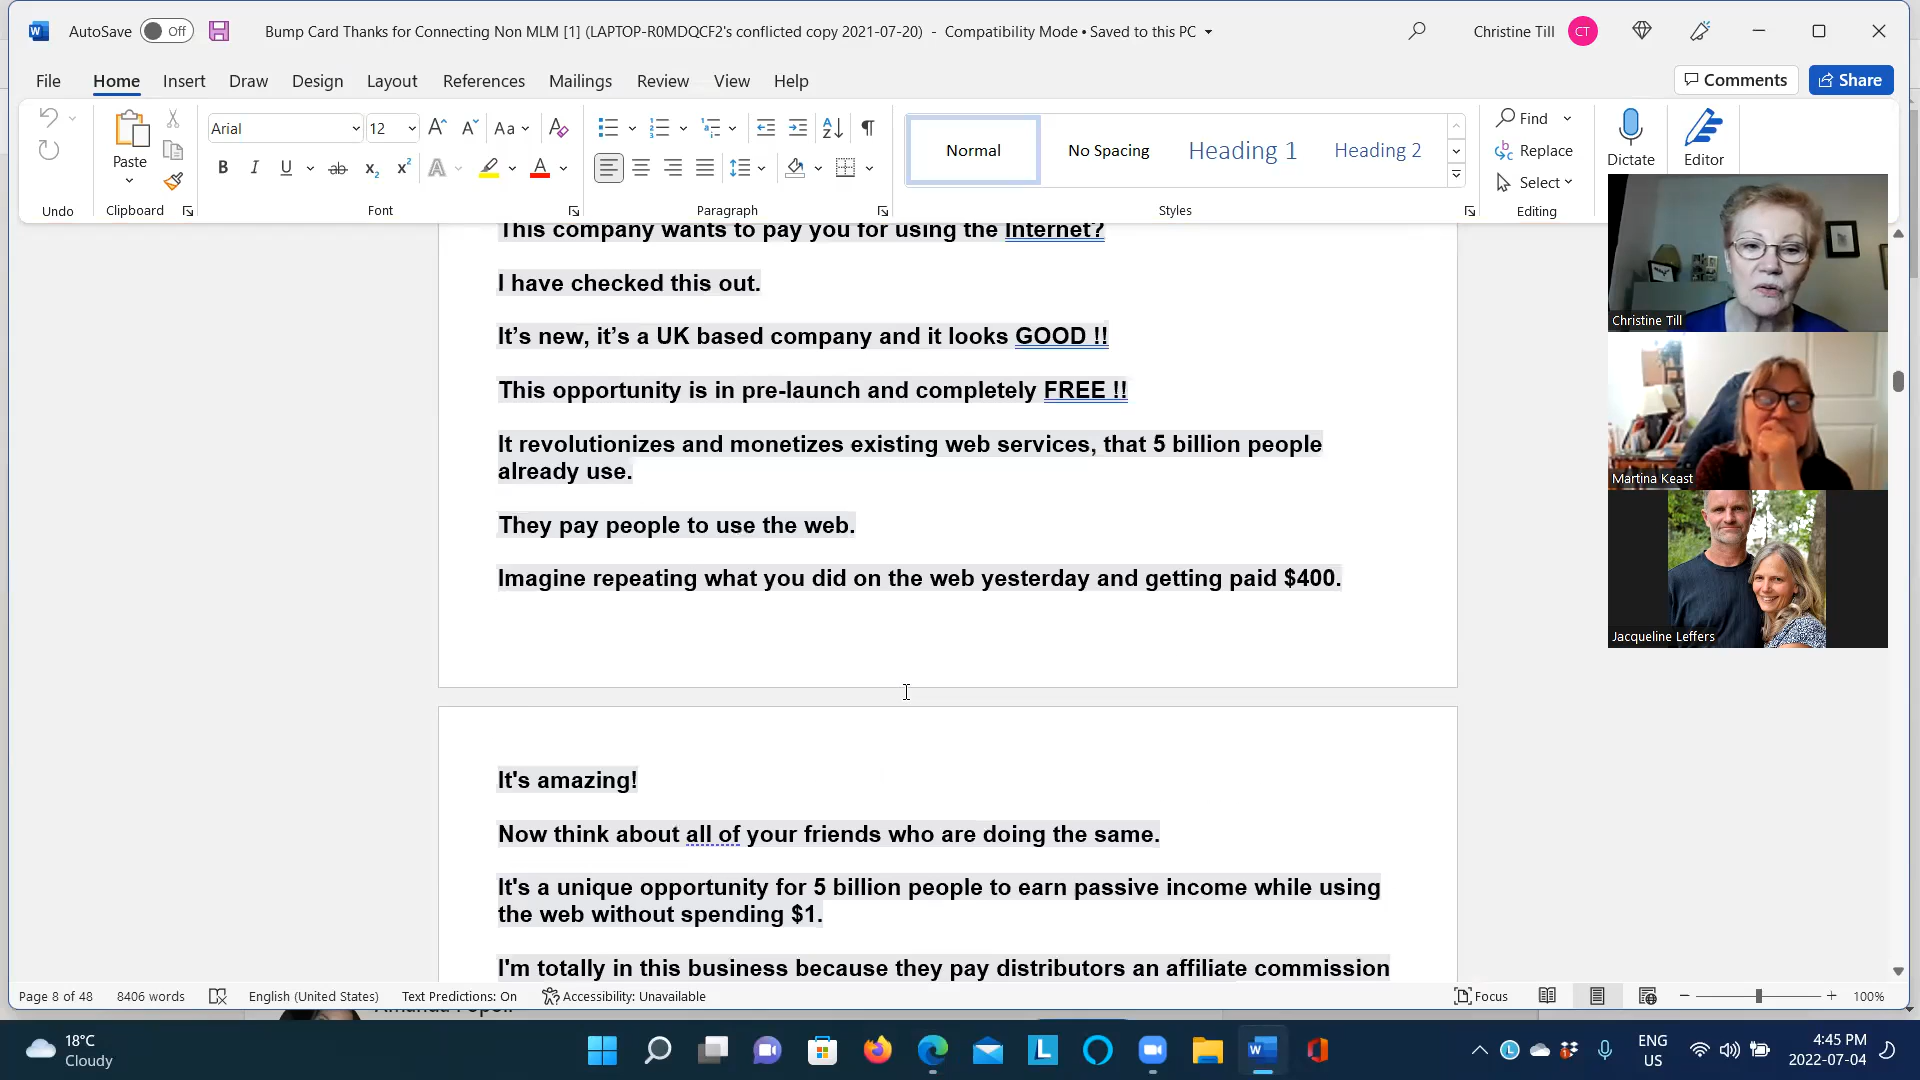 AutoSave Off Bump Card Thanks for Connecting Non MLM [1] (LAPTOP-R0MDQCF2's conflicted copy 2021-07-20) - Compatibility Mode • Saved to this PC Christine Till CT
File Home Insert Draw Design Layout References Mailings Review View Help Comments Share
Arial 12 Aa
Paste
B I U ab x₂ x² A A
Normal No Spacing Heading 1 Heading 2
Find
Replace
Select
Dictate
Editor
Undo Clipboard Font Paragraph Styles Editing
This company wants to pay you for using the Internet?
I have checked this out.
It’s new, it’s a UK based company and it looks GOOD !!
This opportunity is in pre-launch and completely FREE !!
It revolutionizes and monetizes existing web services, that 5 billion people
already use.
They pay people to use the web.
Imagine repeating what you did on the web yesterday and getting paid $400.
It's amazing!
Now think about all of your friends who are doing the same.
It's a unique opportunity for 5 billion people to earn passive income while using
the web without spending $1.
I'm totally in this business because they pay distributors an affiliate commission
Christine Till
Martina Keast
Jacqueline Leffers
Page 8 of 48 8406 words English (United States) Text Predictions: On Accessibility: Unavailable Focus 100%
18°C
Cloudy
ENG
US
4:45 PM
2022-07-04